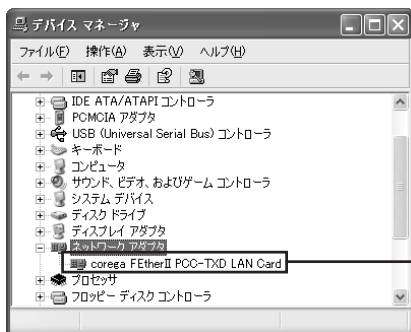 デバイス マネージャ
ファイル(F) 操作(A) 表示(V) ヘルプ(H)
IDE ATA/ATAPI コントローラ
PCMCIA アダプタ
USB (Universal Serial Bus) コントローラ
キーボード
コンピュータ
サウンド、ビデオ、およびゲーム コントローラ
システム デバイス
ディスク ドライブ
ディスプレイ アダプタ
ネットワーク アダプタ
corega FEtherII PCC-TXD LAN Card
プロセッサ
フロッピー ディスク コントローラ